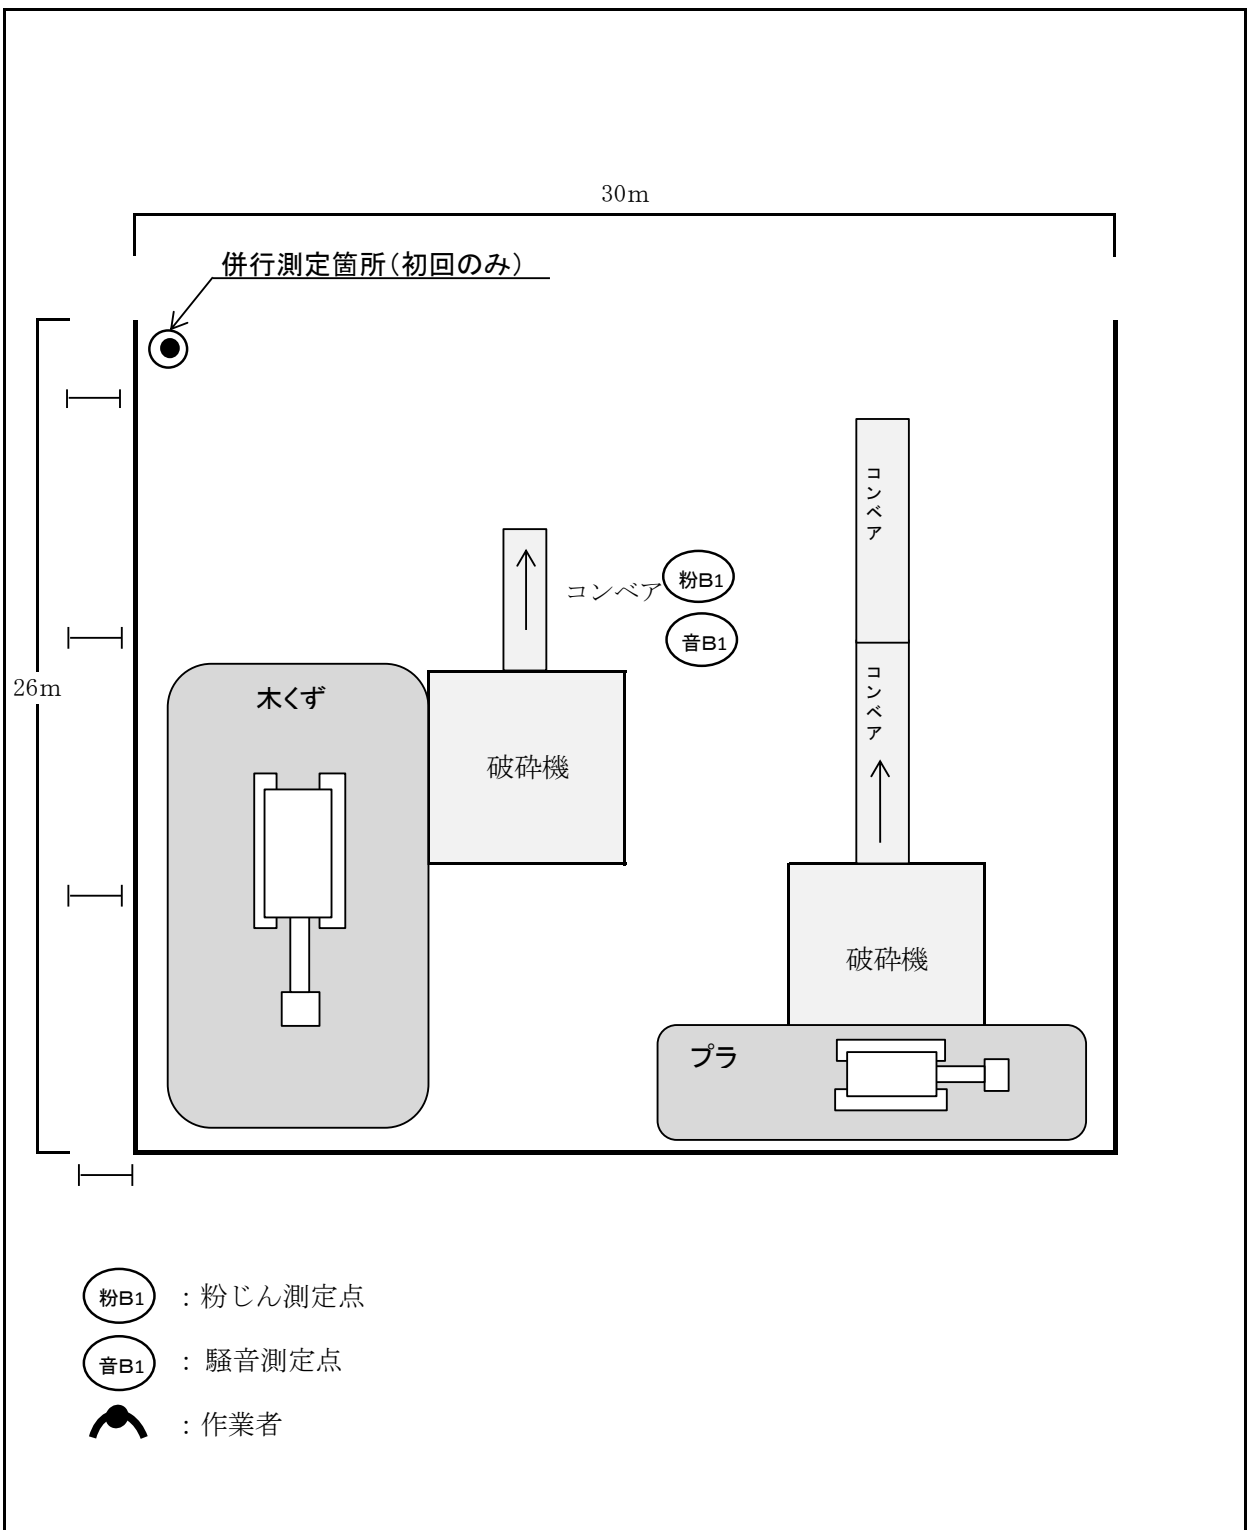 30m
併行測定箇所(初回のみ)
コンベア
コンベア
粉B1
音B1
コンベア
26m
木くず
破砕機
破砕機
プラ
粉B1 : 粉じん測定点
音B1 : 騒音測定点
: 作業者